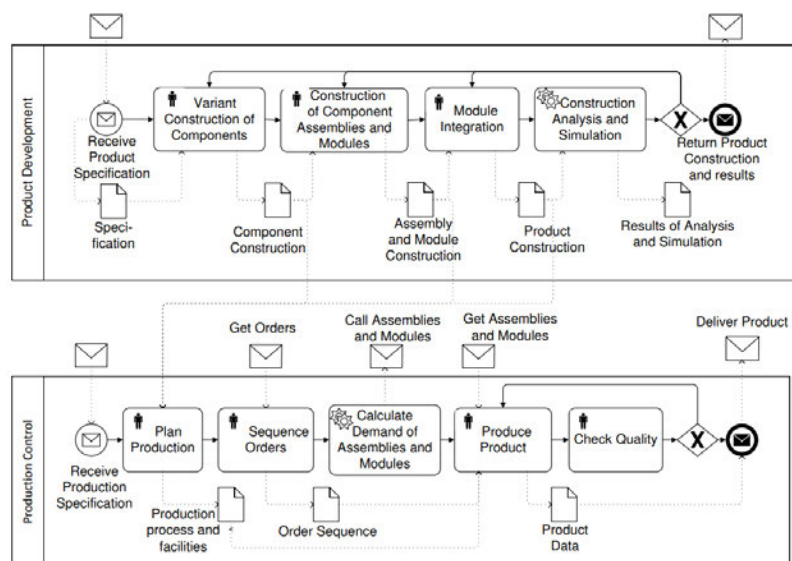 Product Development
Variant
Construction of
Components
Construction
of Component
Assemblies and
Modules
Module
Integration
Construction
Analysis and
Simulation
X
Receive
Product
Specification
Return Product
Construction
and results
Speci-
fication
Component
Construction
Assembly
and Module
Construction
Product
Construction
Results of Analysis
and Simulation
Get Orders
Call Assemblies
and Modules
Get Assemblies
and Modules
Deliver Product
Production Control
Plan
Production
Sequence
Orders
Calculate
Demand of
Assemblies and
Modules
Produce
Product
Check Quality
X
Receive
Production
Specification
Production
process and
facilities
Order Sequence
Product
Data